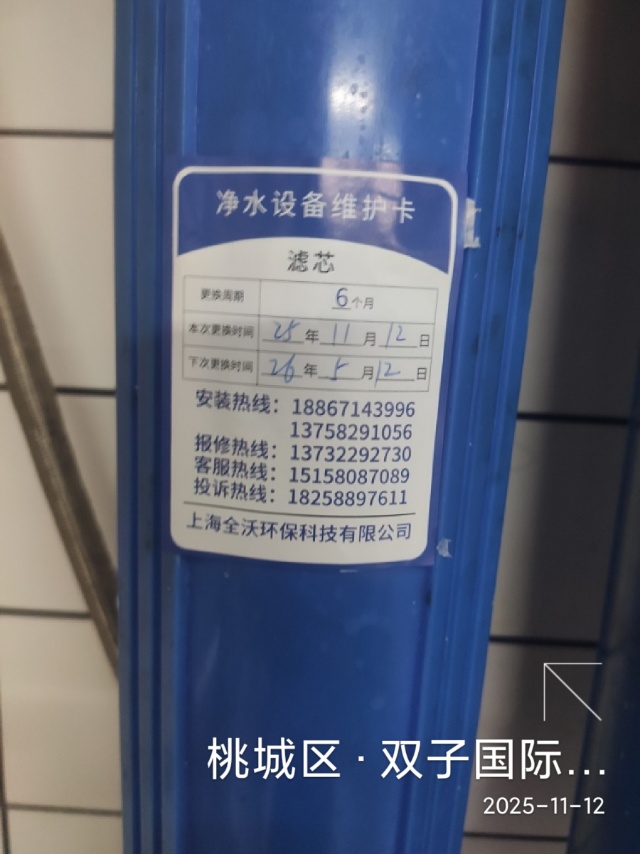 净水设备维护卡
滤芯
更换周期 6个月
本次更换时间 25年11月12日
下次更换时间 26年5月12日
安装热线：18867143996
13758291056
报修热线：13732292730
客服热线：15158087089
投诉热线：18258897611
上海全沃环保科技有限公司
桃城区·双子国际...
2025-11-12